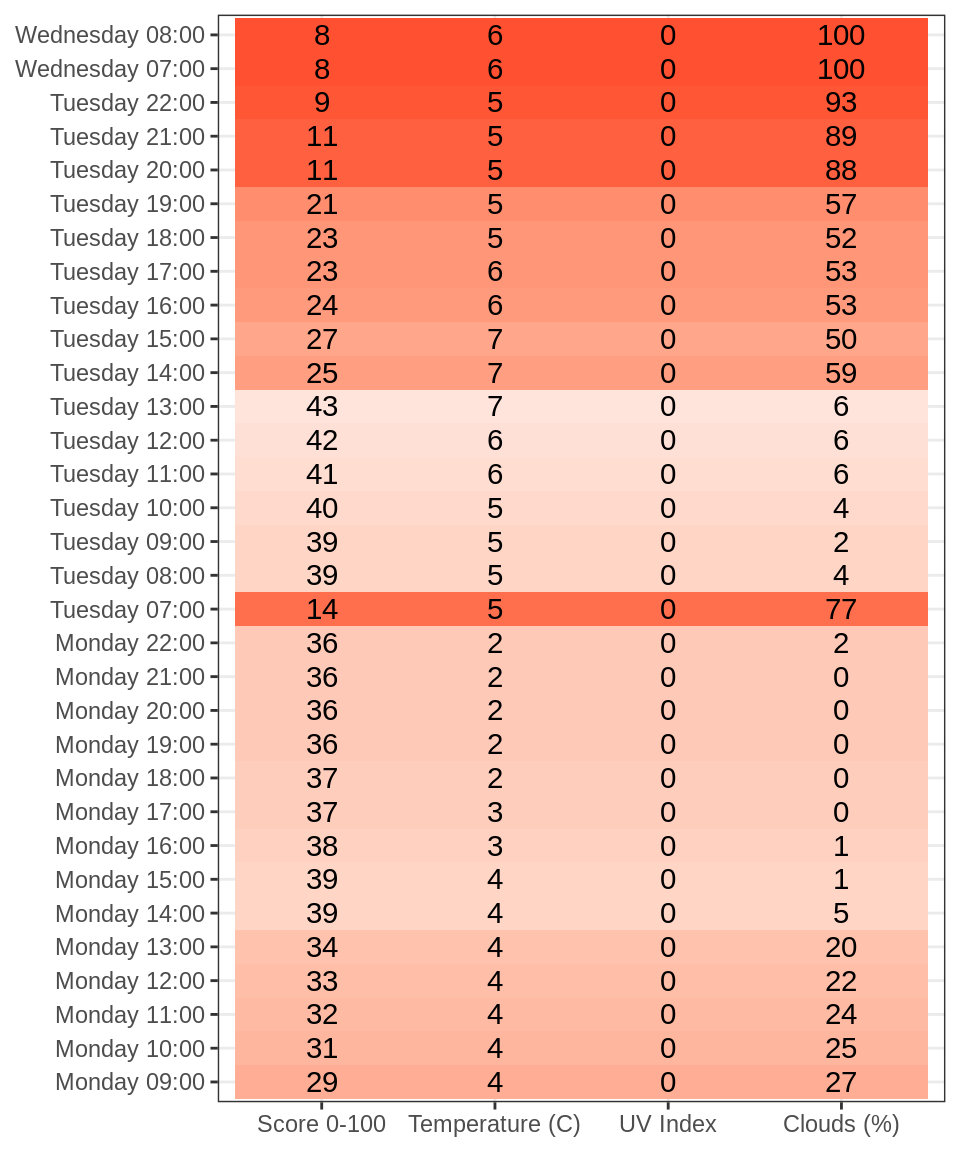 Wednesday 08:00 8 6 0 100
Wednesday 07:00 8 6 0 100
Tuesday 22:00 9 5 0 93
Tuesday 21:00 11 5 0 89
Tuesday 20:00 11 5 0 88
Tuesday 19:00 21 5 0 57
Tuesday 18:00 23 5 0 52
Tuesday 17:00 23 6 0 53
Tuesday 16:00 24 6 0 53
Tuesday 15:00 27 7 0 50
Tuesday 14:00 25 7 0 59
Tuesday 13:00 43 7 0 6
Tuesday 12:00 42 6 0 6
Tuesday 11:00 41 6 0 6
Tuesday 10:00 40 5 0 4
Tuesday 09:00 39 5 0 2
Tuesday 08:00 39 5 0 4
Tuesday 07:00 14 5 0 77
Monday 22:00 36 2 0 2
Monday 21:00 36 2 0 0
Monday 20:00 36 2 0 0
Monday 19:00 36 2 0 0
Monday 18:00 37 2 0 0
Monday 17:00 37 3 0 0
Monday 16:00 38 3 0 1
Monday 15:00 39 4 0 1
Monday 14:00 39 4 0 5
Monday 13:00 34 4 0 20
Monday 12:00 33 4 0 22
Monday 11:00 32 4 0 24
Monday 10:00 31 4 0 25
Monday 09:00 29 4 0 27
Score 0-100 Temperature (C) UV Index Clouds (%)